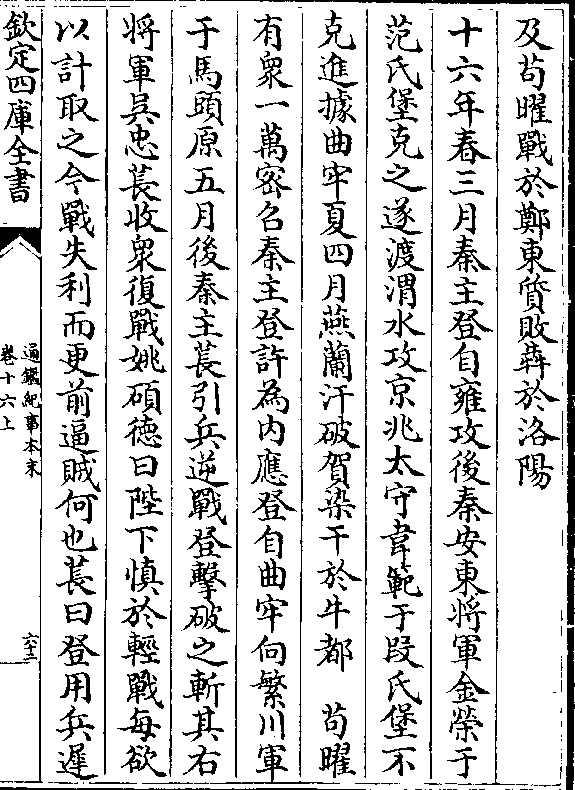 及苟曜戰於鄭東質敗犇於洛陽
十六年春三月秦主登自雍攻後秦安東將軍金榮于
范氏堡克之遂渡渭水攻京兆太守韋範于段氏堡不
克進據曲牢夏四月燕蘭汗破賀染干於牛都　苟曜
有衆一萬密召秦主登許為内應登自曲牢向繁川軍
于馬頭原五月後秦主萇引兵逆戰登擊破之斬其右
將軍吳忠萇收衆復戰姚碩德曰陛下慎於輕戰每欲
以計取之今戰失利而更前逼賊何也萇曰登用兵遲
欽定四庫全書
通鑑紀事本末
卷十六上
六十三